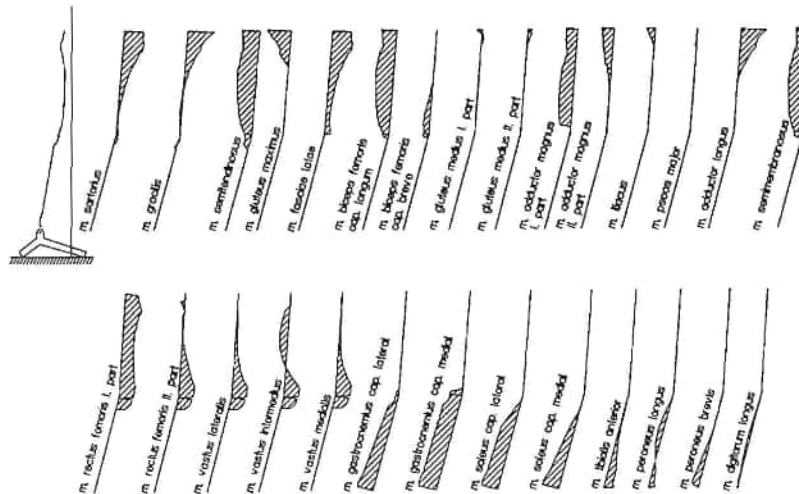 m. sartorius
m. gracilis
m. semitendinosus
m. gluteus maximus
m. fasciae latae
m. biceps femoris
cap. longum
m. biceps femoris
cap. breve
m. gluteus medius I. part
m. gluteus medius II. part
m. adductor magnus
I. part
m. adductor magnus
II. part
m. iliacus
m. psoas major
m. adductor longus
m. semimembranosus
m. rectus femoris I. part
m. rectus femoris II. part
m. vastus lateralis
m. vastus intermedius
m. vastus medialis
m. gastrocnemius cap. lateral
m. gastrocnemius cap. medial
m. soleus cap. lateral
m. soleus cap. medial
m. tibialis anterior
m. peroneus longus
m. peroneus brevis
m. digitorum longus